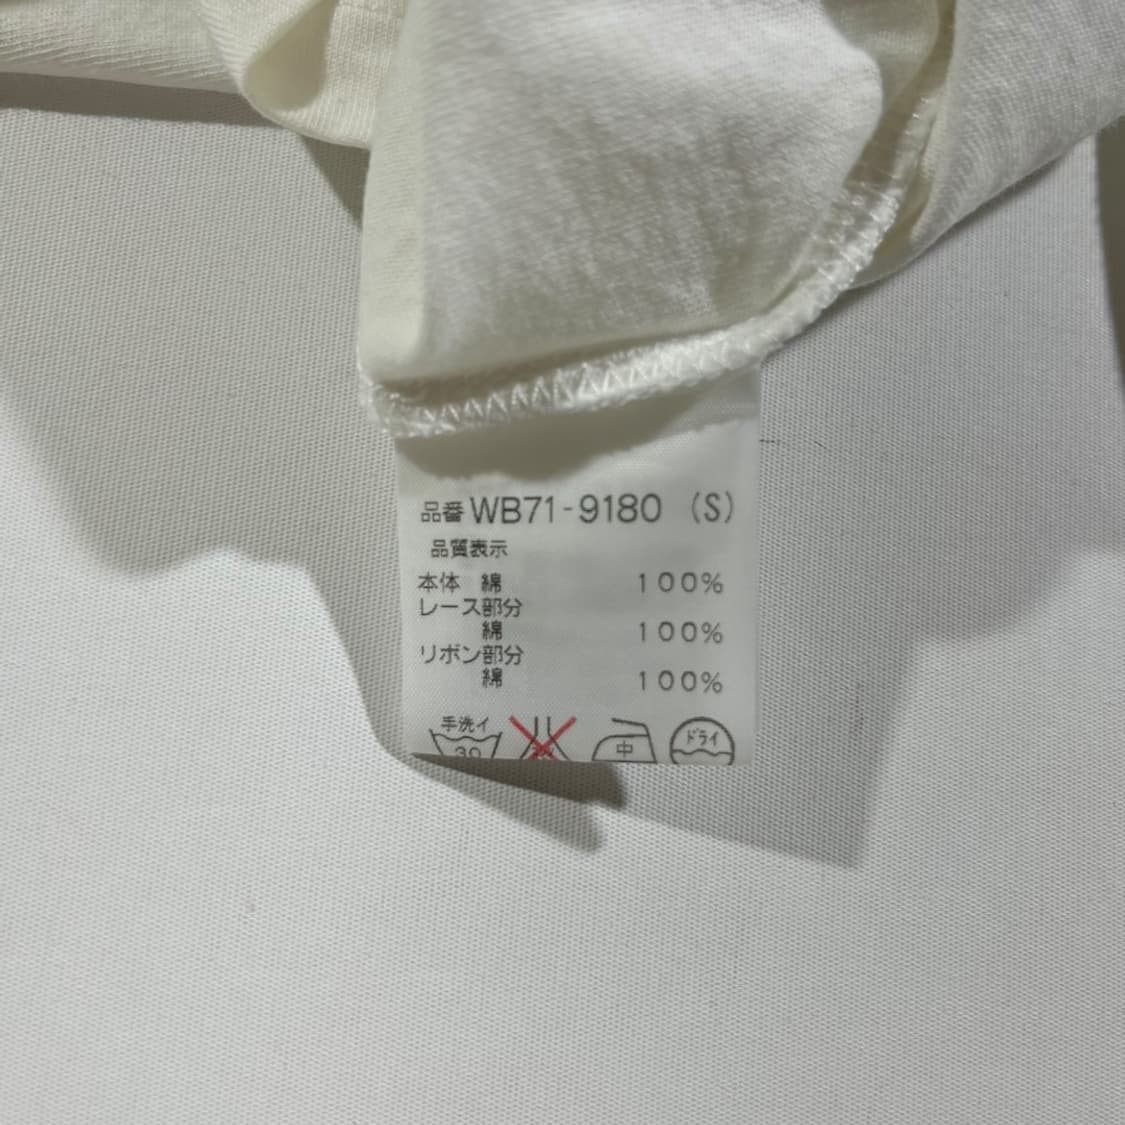 品番 WB71-9180 (S)
品質表示
本体 綿 100%
レース部分
綿 100%
リボン部分
綿 100%
手洗イ
30
中
ドライ